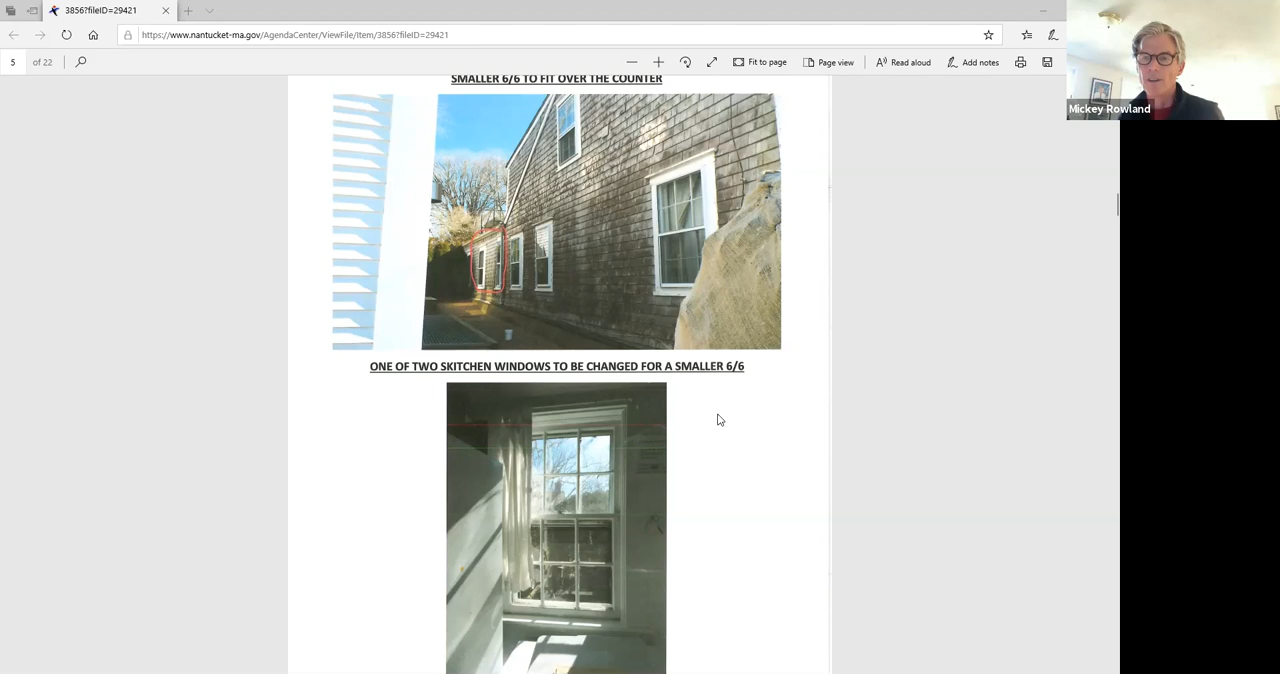 3856?fileID=29421
https://www.nantucket-ma.gov/AgendaCenter/ViewFile/Item/3856?fileID=29421
5 of 22
Fit to page
Page view
Read aloud
Add notes
Mickey Rowland
SMALLER 6/6 TO FIT OVER THE COUNTER
ONE OF TWO SKITCHEN WINDOWS TO BE CHANGED FOR A SMALLER 6/6